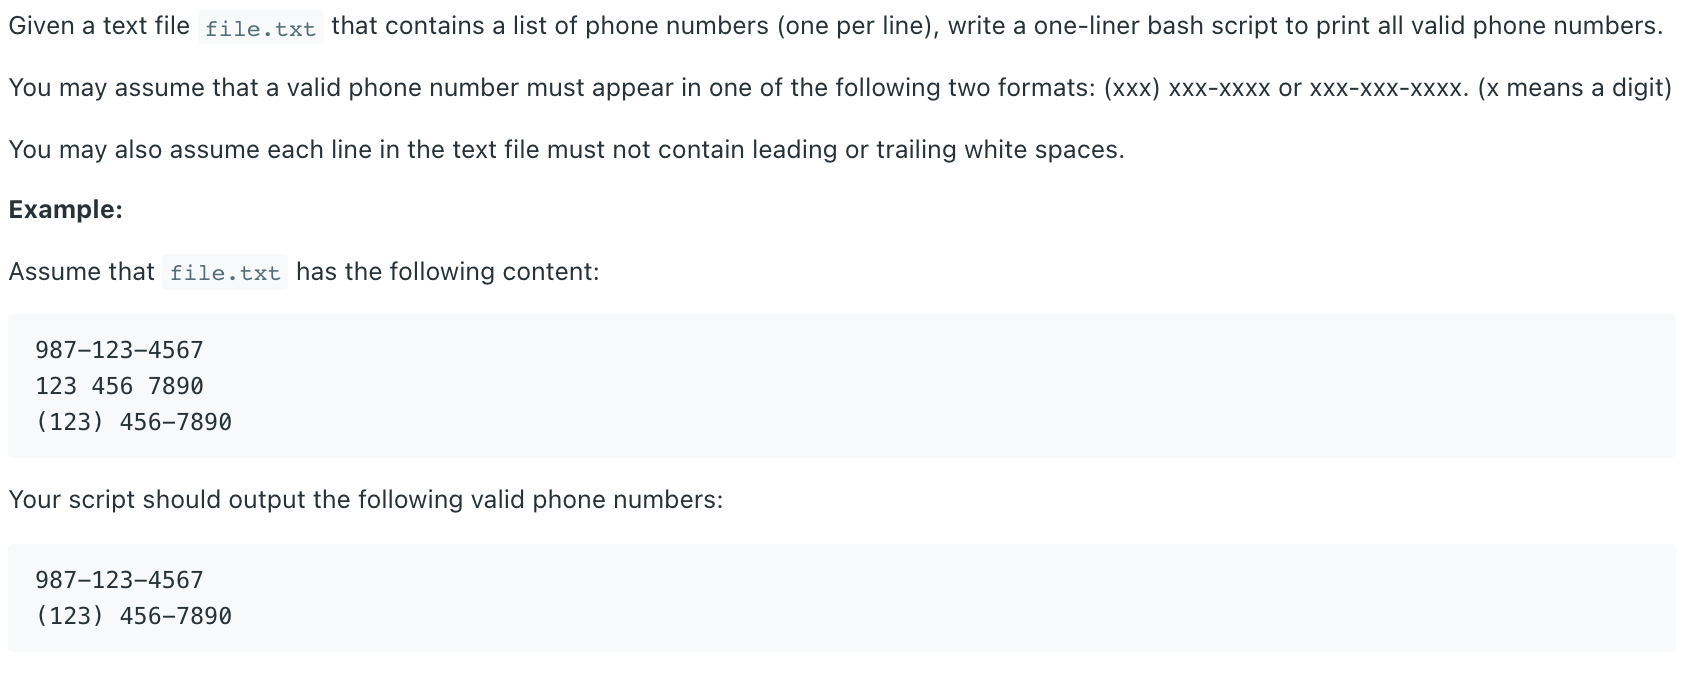 Given a text file file.txt that contains a list of phone numbers (one per line), write a one-liner bash script to print all valid phone numbers.
You may assume that a valid phone number must appear in one of the following two formats: (xxx) xxx-xxxx or xxx-xxx-xxxx. (x means a digit)
You may also assume each line in the text file must not contain leading or trailing white spaces.
Example:
Assume that file.txt has the following content:
987-123-4567
123 456 7890
(123) 456-7890
Your script should output the following valid phone numbers:
987-123-4567
(123) 456-7890